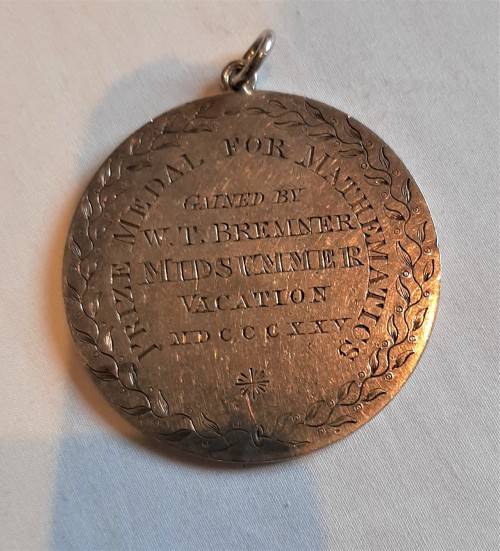 PRIZE MEDAL FOR MATHEMATICS
GAINED BY
W. T. BREMNER
MIDSUMMER
VACATION
MDCCCXXV